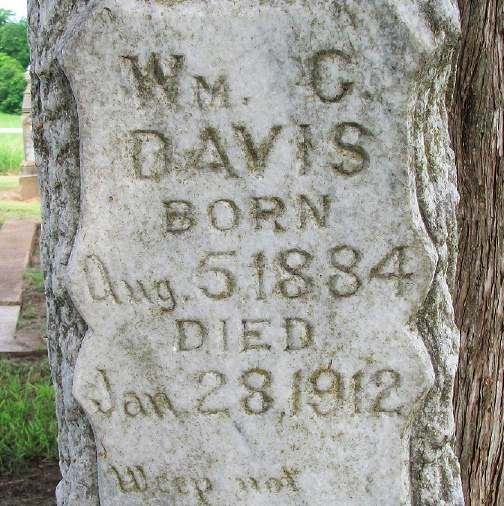 Wm. C.
DAVIS
BORN
Aug. 5, 1884
DIED
Jan. 28, 1912
Weep not